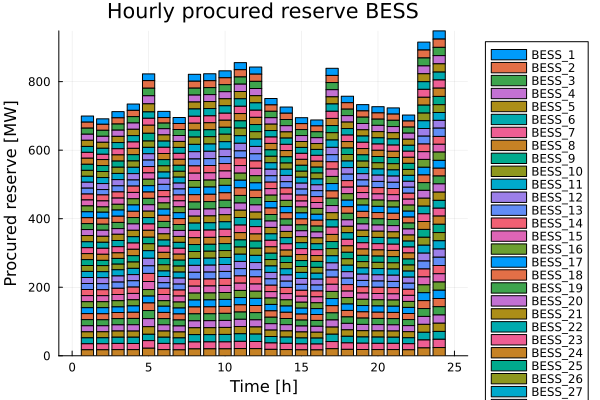 Hourly procured reserve BESS
Procured reserve [MW]
800
600
400
200
0
0
5
10
15
20
25
Time [h]
BESS_1
BESS_2
BESS_3
BESS_4
BESS_5
BESS_6
BESS_7
BESS_8
BESS_9
BESS_10
BESS_11
BESS_12
BESS_13
BESS_14
BESS_15
BESS_16
BESS_17
BESS_18
BESS_19
BESS_20
BESS_21
BESS_22
BESS_23
BESS_24
BESS_25
BESS_26
BESS_27